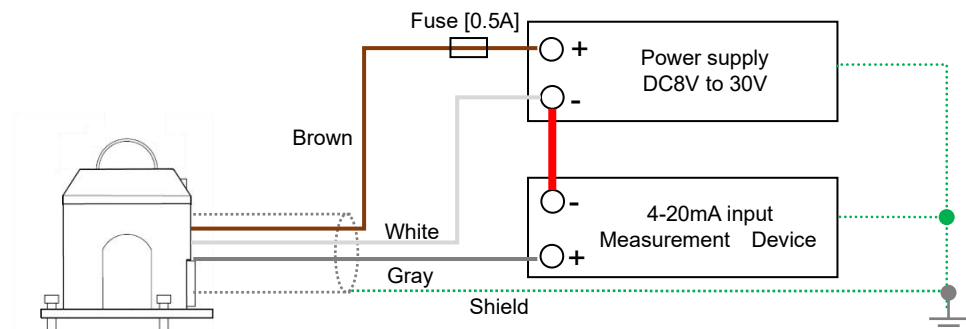 Fuse [0.5A]
+
Power supply
DC8V to 30V
-
Brown
-
4-20mA input
White
Measurement Device
+
Gray
Shield